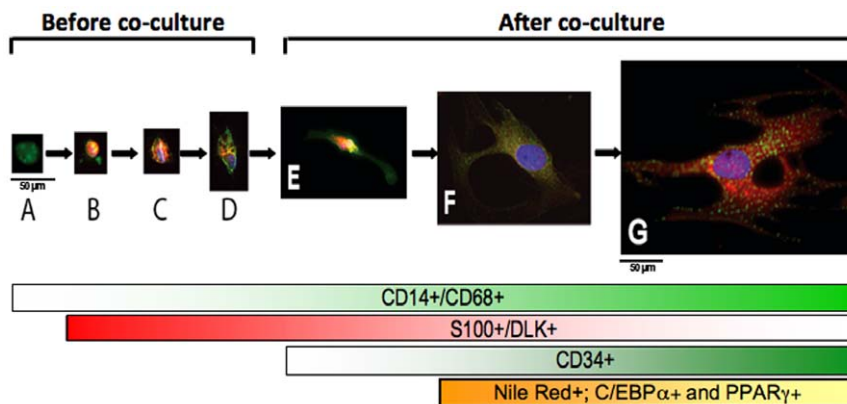 Before co-culture
After co-culture
50 µm
A
B
C
D
E
F
G
50 µm
CD14+/CD68+
S100+/DLK+
CD34+
Nile Red+; C/EBPα+ and PPARγ+